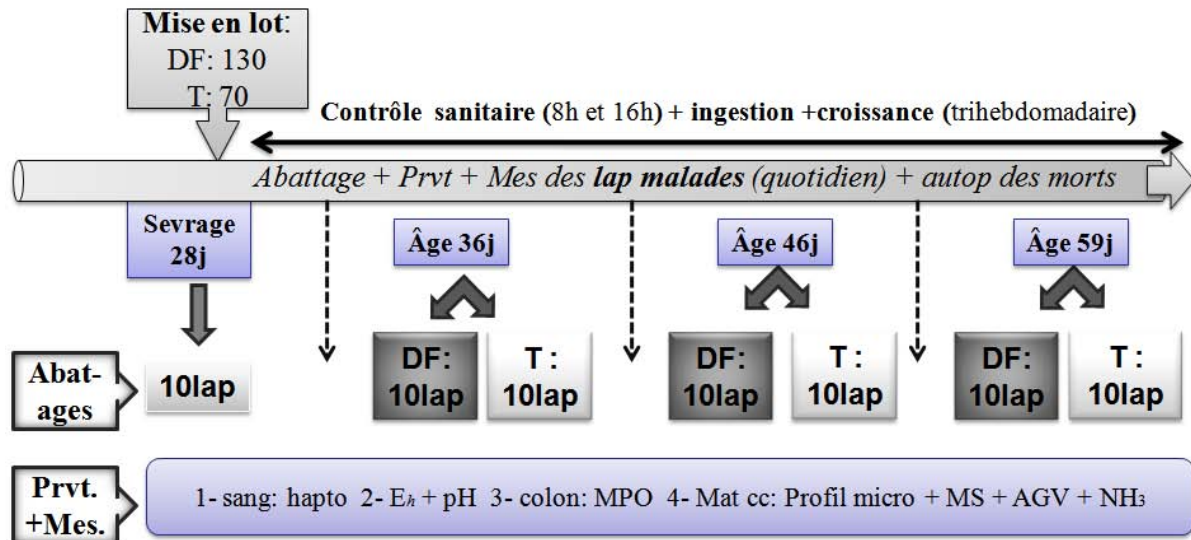 Mise en lot:
DF: 130
T: 70
Contrôle sanitaire (8h et 16h) + ingestion +croissance (trihebdomadaire)
Abattage + Prvt + Mes des lap malades (quotidien) + autop des morts
Sevrage
28j
Âge 36j
Âge 46j
Âge 59j
Abat-
ages
10lap
DF:
10lap
T :
10lap
DF:
10lap
T :
10lap
DF:
10lap
T :
10lap
Prvt.
+Mes.
1- sang: hapto 2- Eh + pH 3- colon: MPO 4- Mat cc: Profil micro + MS + AGV + NH3